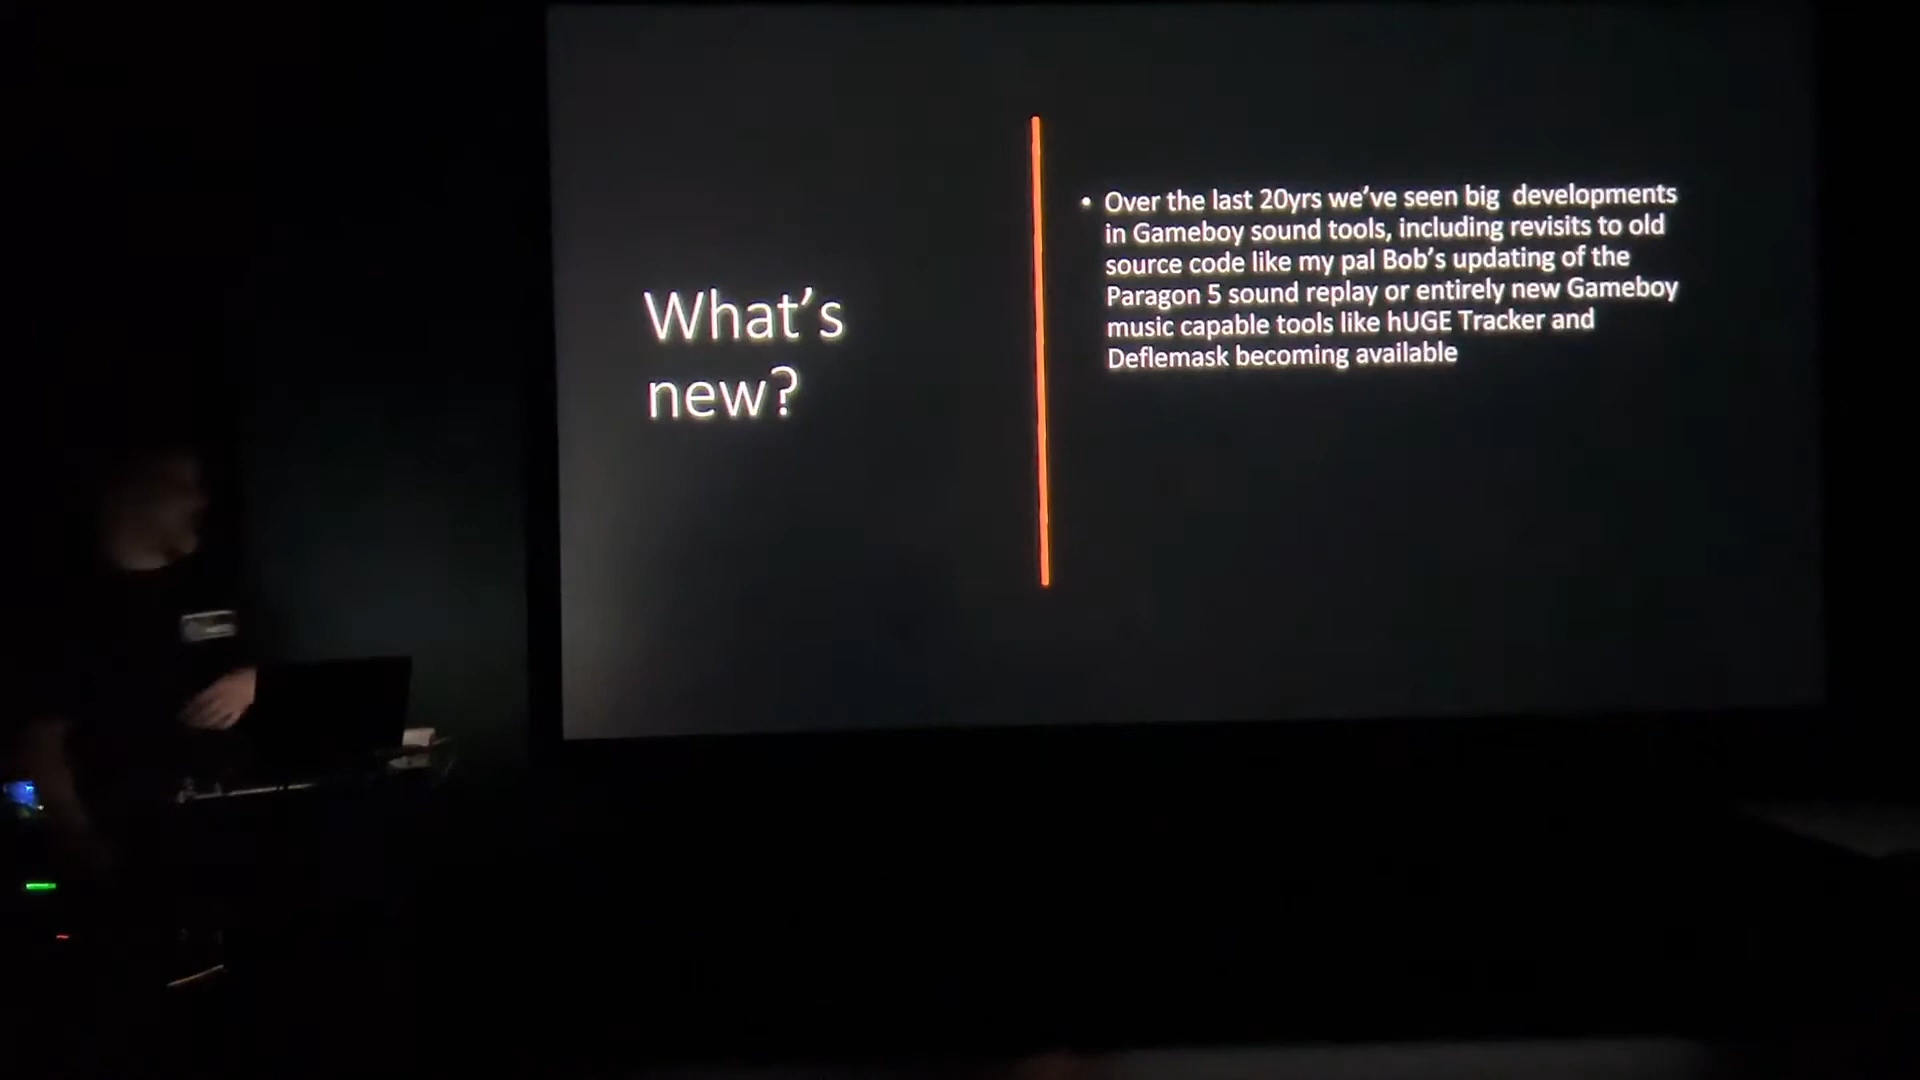 What's
new?
• Over the last 20yrs we've seen big developments
in Gameboy sound tools, including revisits to old
source code like my pal Bob's updating of the
Paragon 5 sound replay or entirely new Gameboy
music capable tools like hUGE Tracker and
Deflemask becoming available